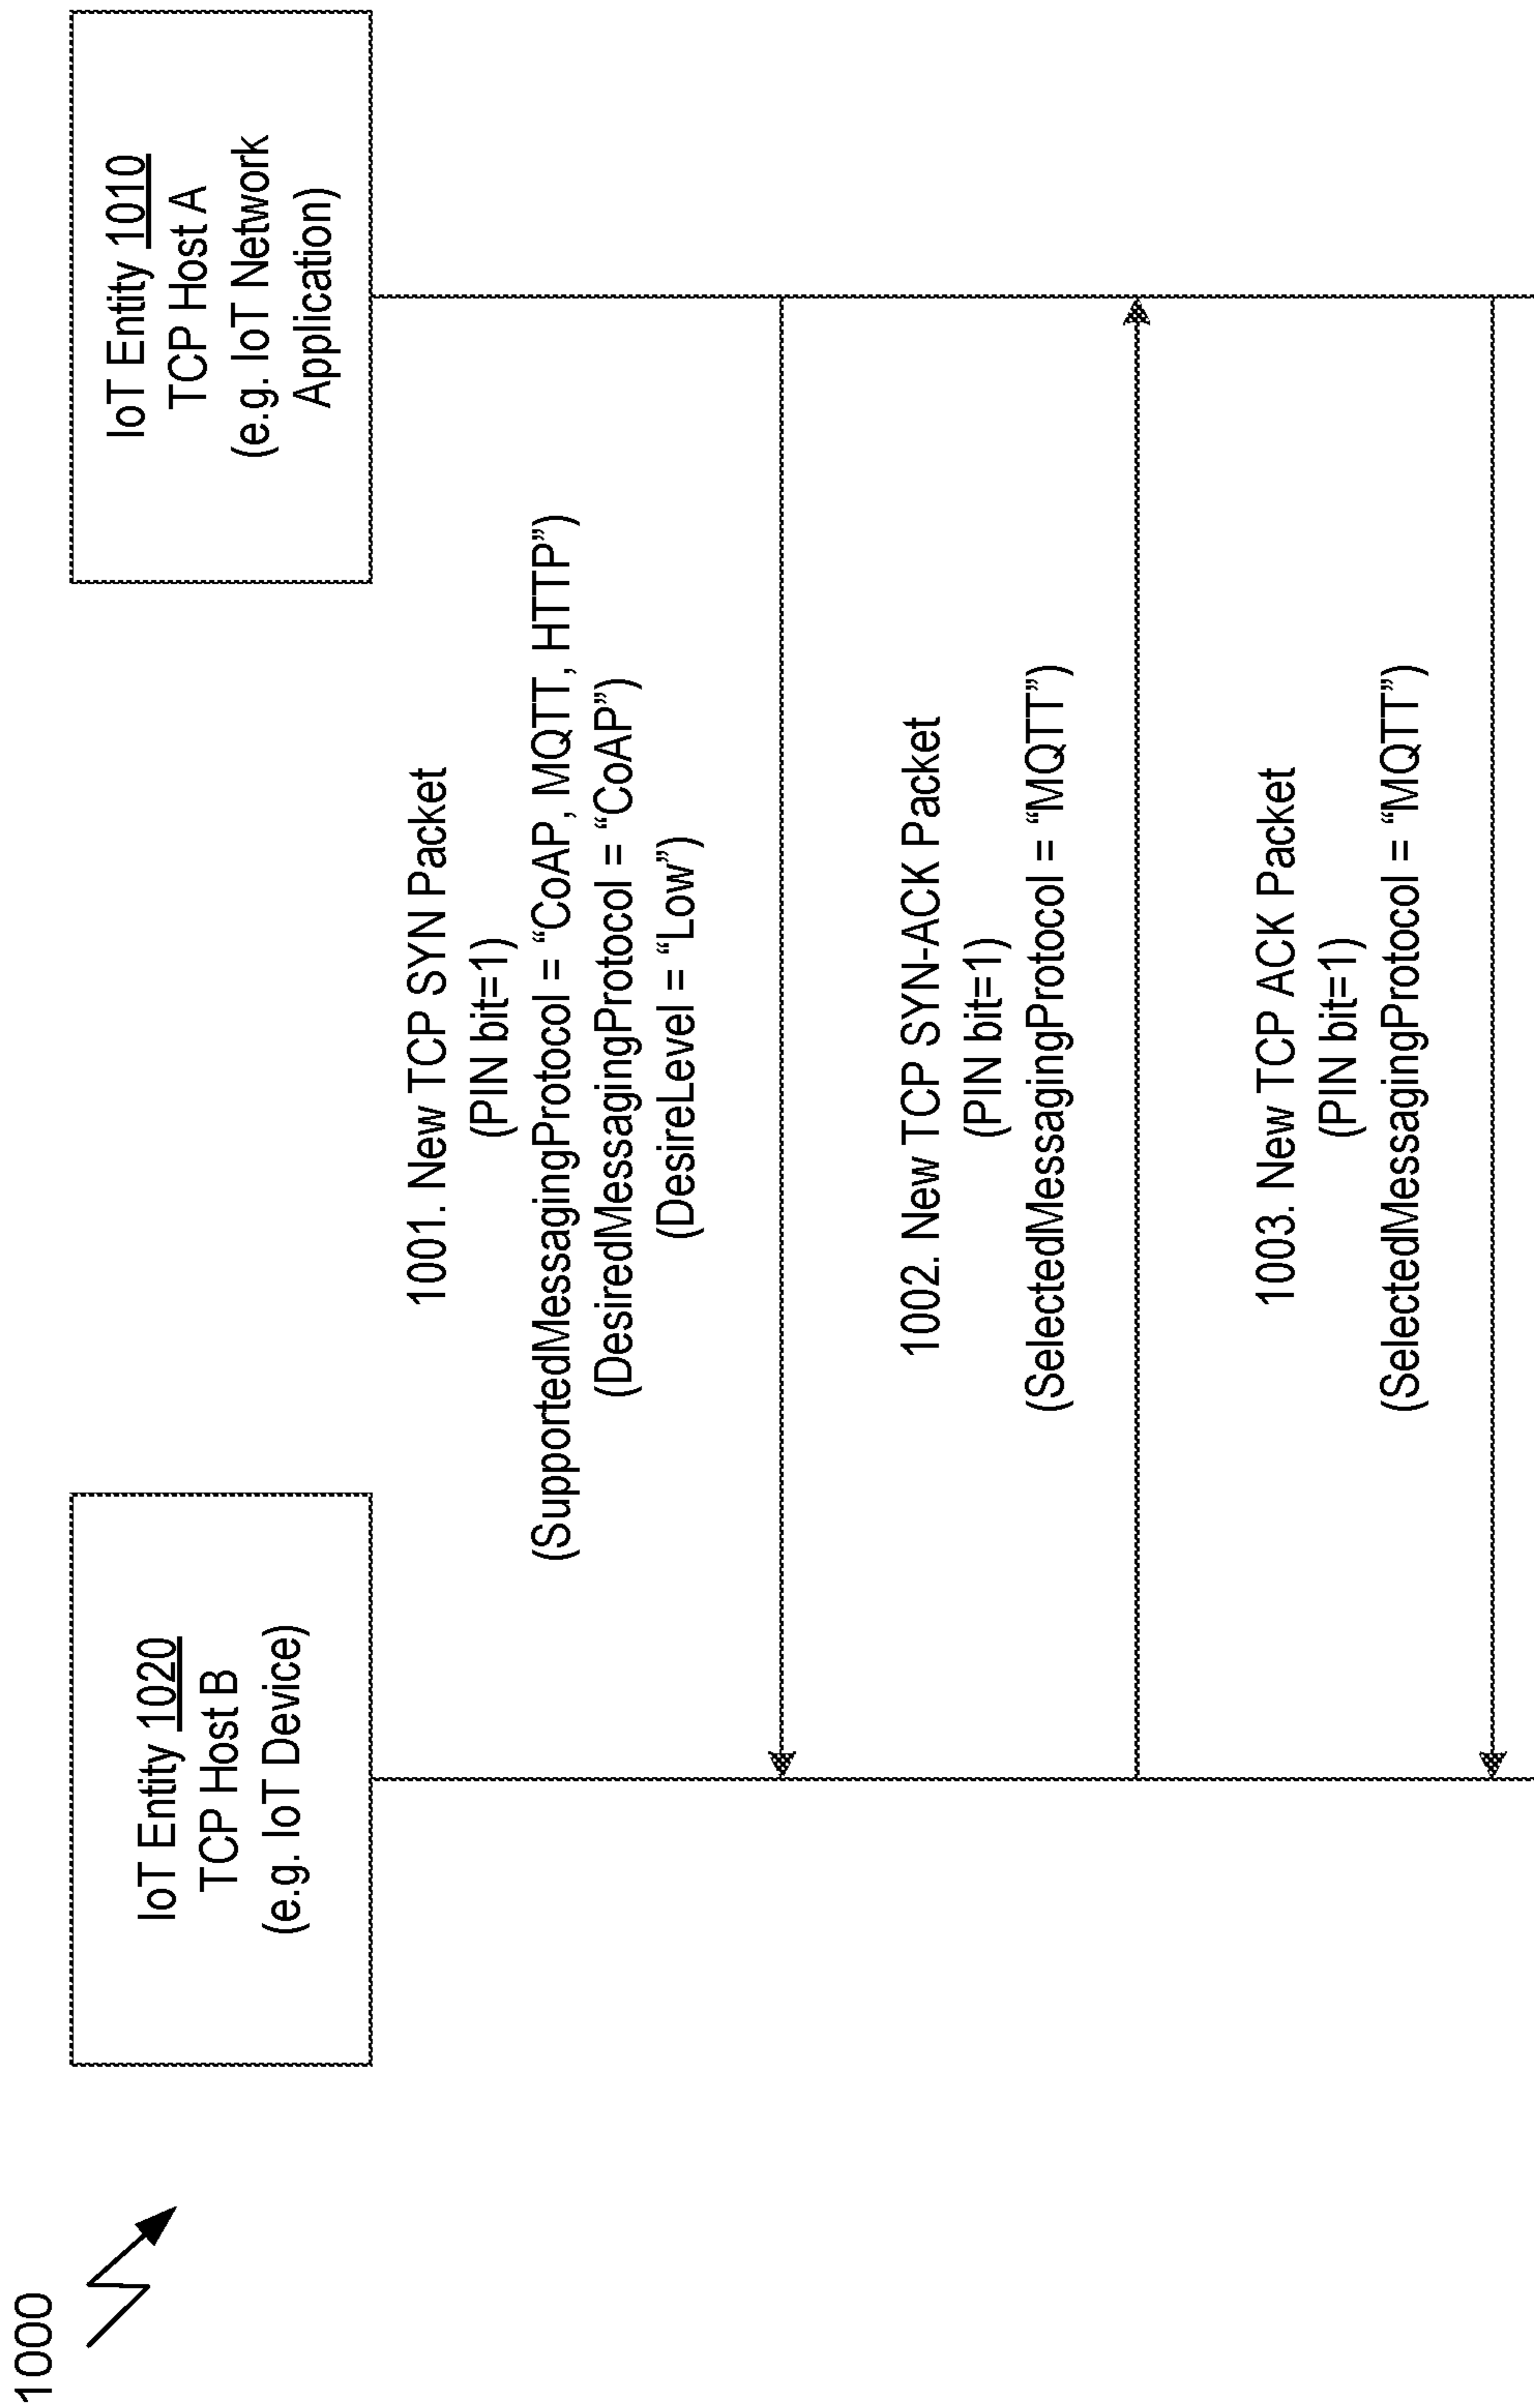 1000
IoT Entity 1020
TCP Host B
(e.g. IoT Device)
IoT Entity 1010
TCP Host A
(e.g. IoT Network
Application)
1001. New TCP SYN Packet
(PIN bit=1)
(SupportedMessagingProtocol = “CoAP, MQTT, HTTP”)
(DesiredMessagingProtocol = “CoAP”)
(DesireLevel = “Low”)
1002. New TCP SYN-ACK Packet
(PIN bit=1)
(SelectedMessagingProtocol = “MQTT”)
1003. New TCP ACK Packet
(PIN bit=1)
(SelectedMessagingProtocol = “MQTT”)